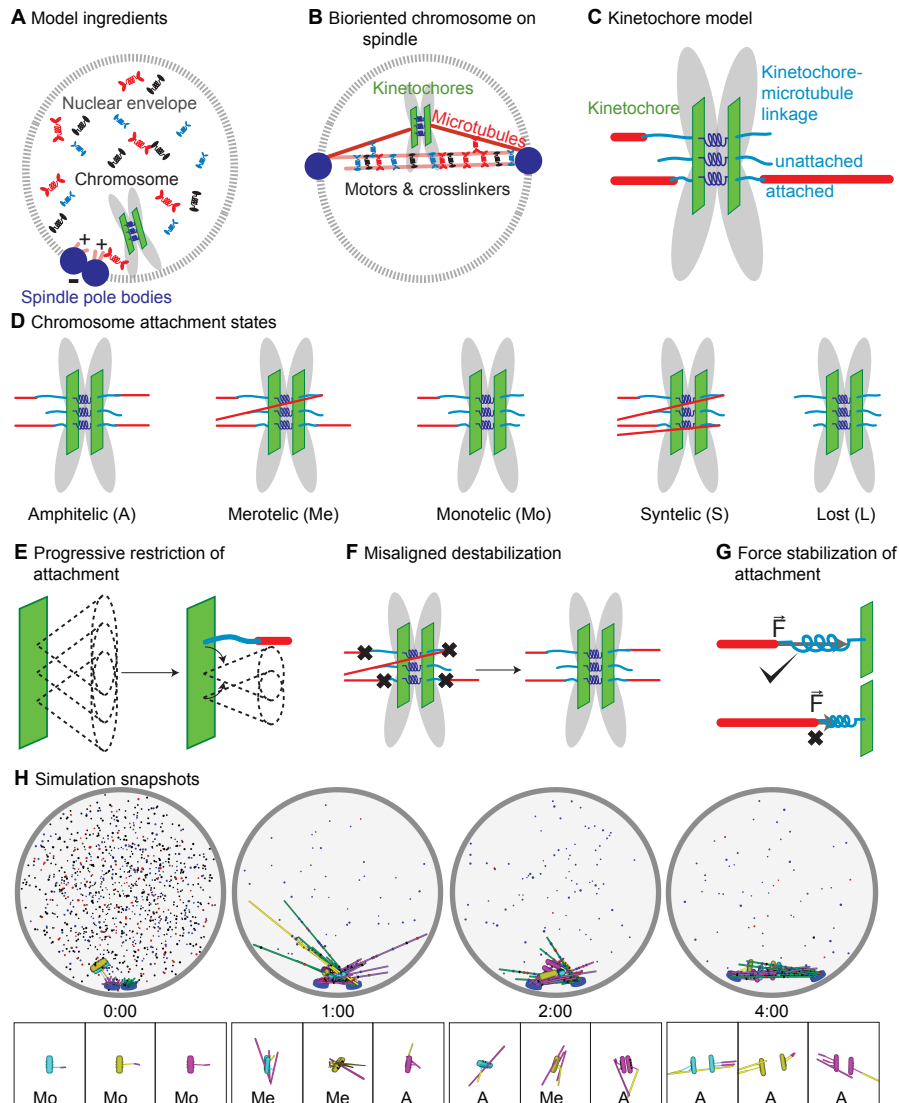 A Model ingredients
Nuclear envelope
Chromosome
+
+
-
Spindle pole bodies
B Bioriented chromosome on
spindle
Kinetochores
Microtubules
Motors & crosslinkers
C Kinetochore model
Kinetochore
Kinetochore-
microtubule
linkage
unattached
attached
D Chromosome attachment states
Amphitelic (A)
Merotelic (Me)
Monotelic (Mo)
Syntelic (S)
Lost (L)
E Progressive restriction of
attachment
F Misaligned destabilization
G Force stabilization of
attachment
F
F
H Simulation snapshots
0:00
1:00
2:00
4:00
Mo
Mo
Mo
Me
Me
A
A
Me
A
A
A
A